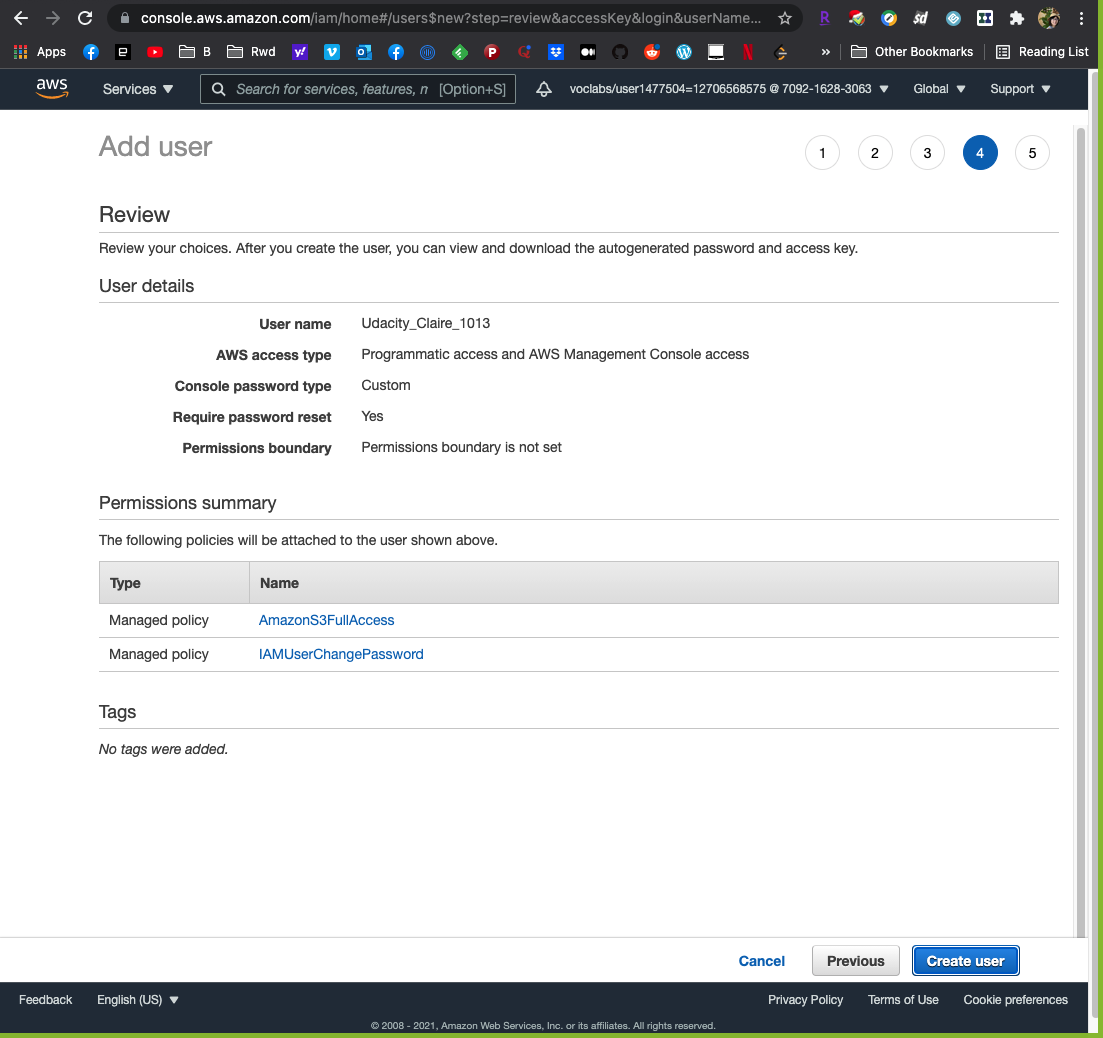 console.aws.amazon.com/iam/home#/users$new?step=review&accessKey&login&userName...
Apps B Rwd » Other Bookmarks Reading List
aws Services Search for services, features, n [Option+S] voclabs/user1477504=12706568575 @ 7092-1628-3063 Global Support
Add user
1 2 3 4 5
Review
Review your choices. After you create the user, you can view and download the autogenerated password and access key.
User details
User name Udacity_Claire_1013
AWS access type Programmatic access and AWS Management Console access
Console password type Custom
Require password reset Yes
Permissions boundary Permissions boundary is not set
Permissions summary
The following policies will be attached to the user shown above.
Type Name
Managed policy AmazonS3FullAccess
Managed policy IAMUserChangePassword
Tags
No tags were added.
Cancel Previous Create user
Feedback English (US) Privacy Policy Terms of Use Cookie preferences
© 2008 - 2021, Amazon Web Services, Inc. or its affiliates. All rights reserved.